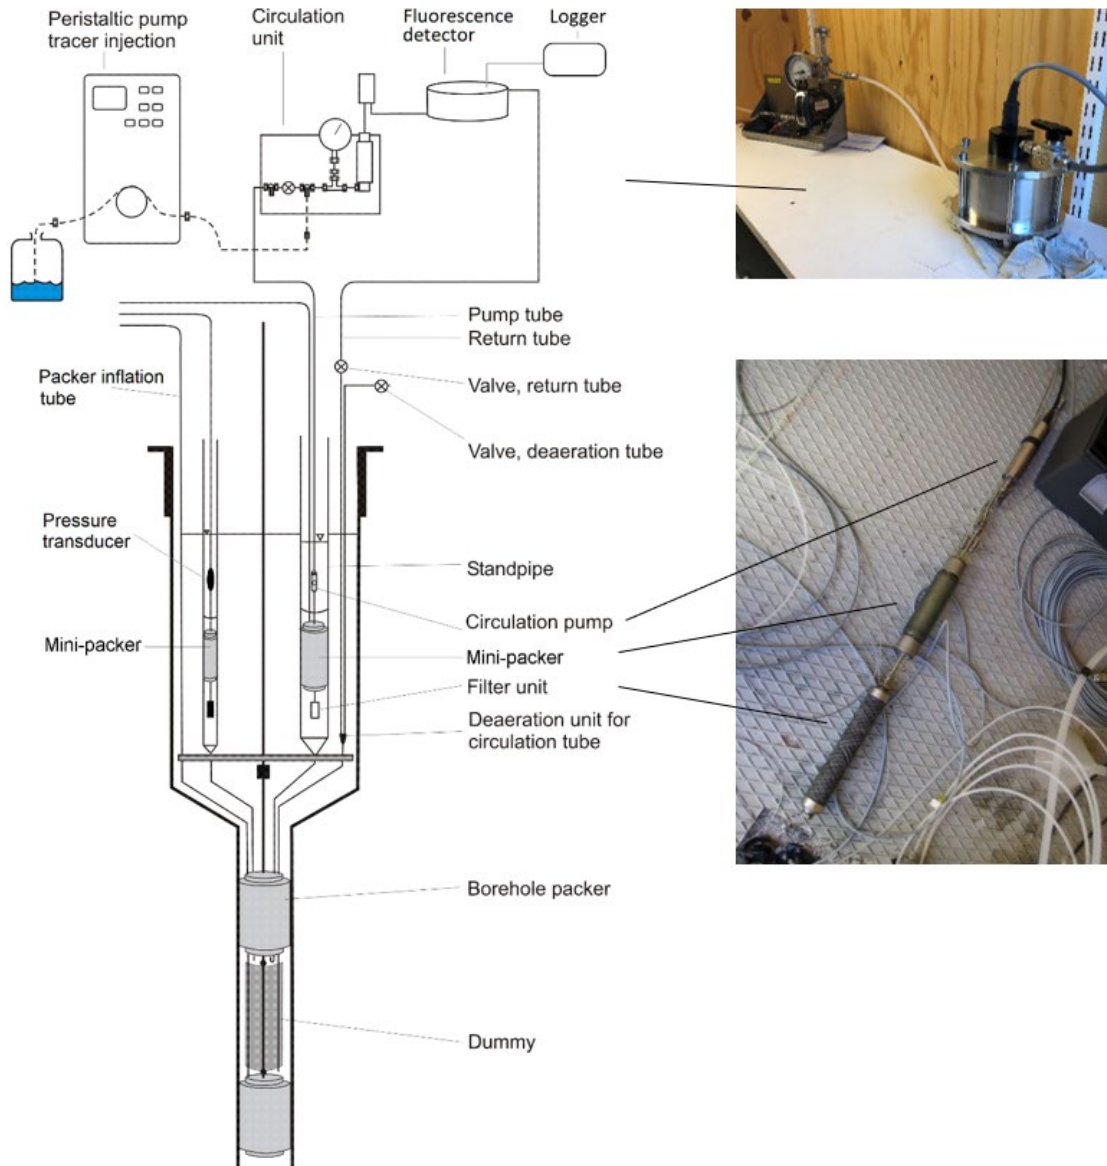 Peristaltic pump
tracer injection
Circulation
unit
Fluorescence
detector
Logger
Pump tube
Return tube
Packer inflation
tube
Valve, return tube
Valve, deaeration tube
Pressure
transducer
Standpipe
Circulation pump
Mini-packer
Mini-packer
Filter unit
Deaeration unit for
circulation tube
Borehole packer
Dummy